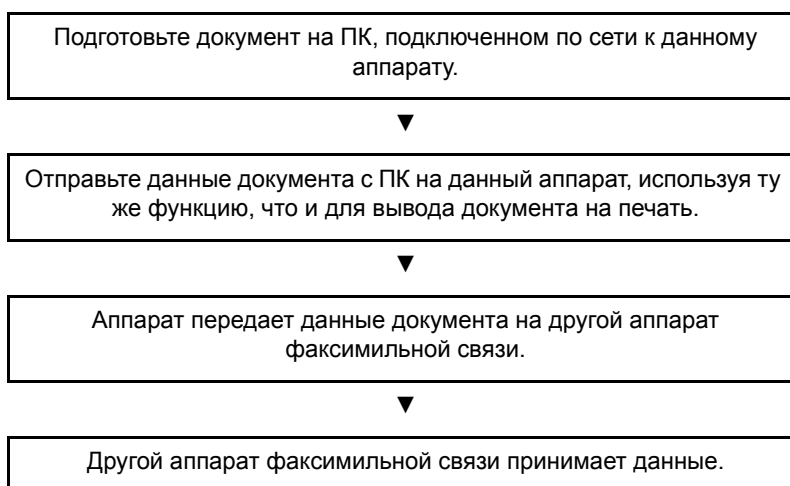 Подготовьте документ на ПК, подключенном по сети к данному
аппарату.
▼
Отправьте данные документа с ПК на данный аппарат, используя ту
же функцию, что и для вывода документа на печать.
▼
Аппарат передает данные документа на другой аппарат
факсимильной связи.
▼
Другой аппарат факсимильной связи принимает данные.